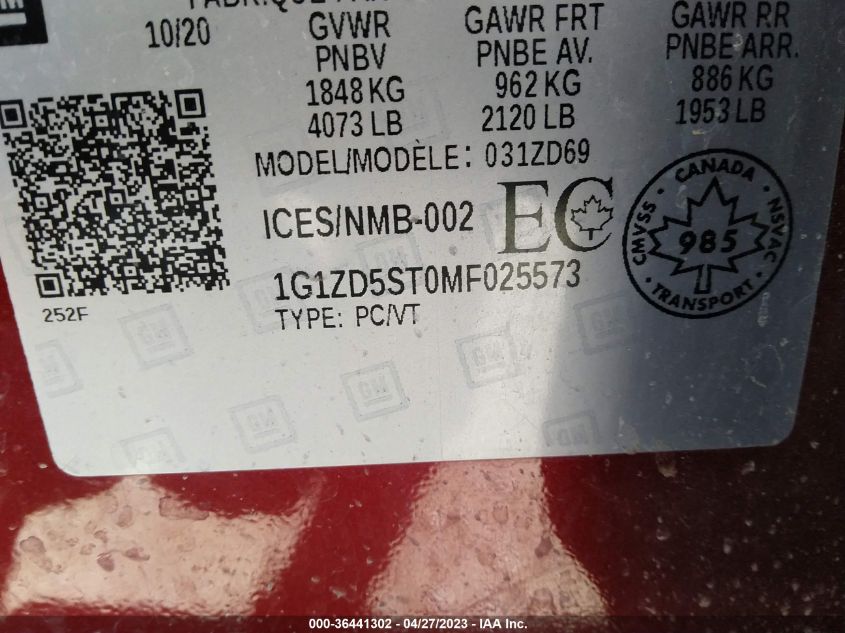 10/20 GVWR GAWR FRT GAWR RR
PNBV PNBE AV. PNBE ARR.
1848 KG 962 KG 886 KG
4073 LB 2120 LB 1953 LB
MODEL/MODÈLE: 031ZD69
ICES/NMB-002 EC
CANADA
CMVSS 985 NSVAC
TRANSPORT
1G1ZD5ST0MF025573
252F
TYPE: PC/VT
GM
000-36441302 - 04/27/2023 - IAA Inc.